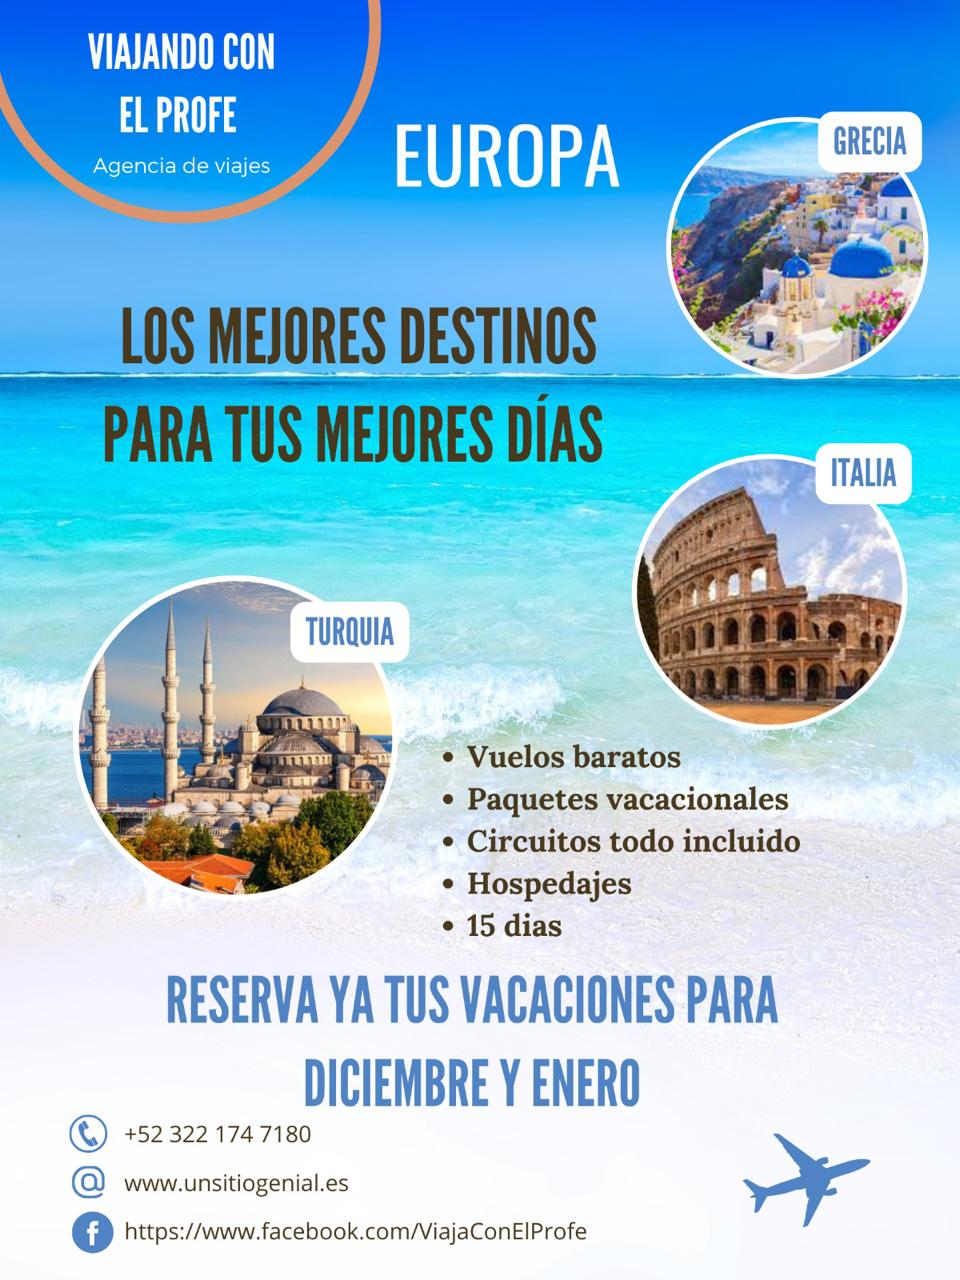 VIAJANDO CON
EL PROFE
Agencia de viajes
EUROPA
GRECIA
LOS MEJORES DESTINOS
PARA TUS MEJORES DÍAS
ITALIA
TURQUIA
• Vuelos baratos
• Paquetes vacacionales
• Circuitos todo incluido
• Hospedajes
• 15 dias
RESERVA YA TUS VACACIONES PARA
DICIEMBRE Y ENERO
+52 322 174 7180
www.unsitiogenial.es
https://www.facebook.com/ViajaConElProfe